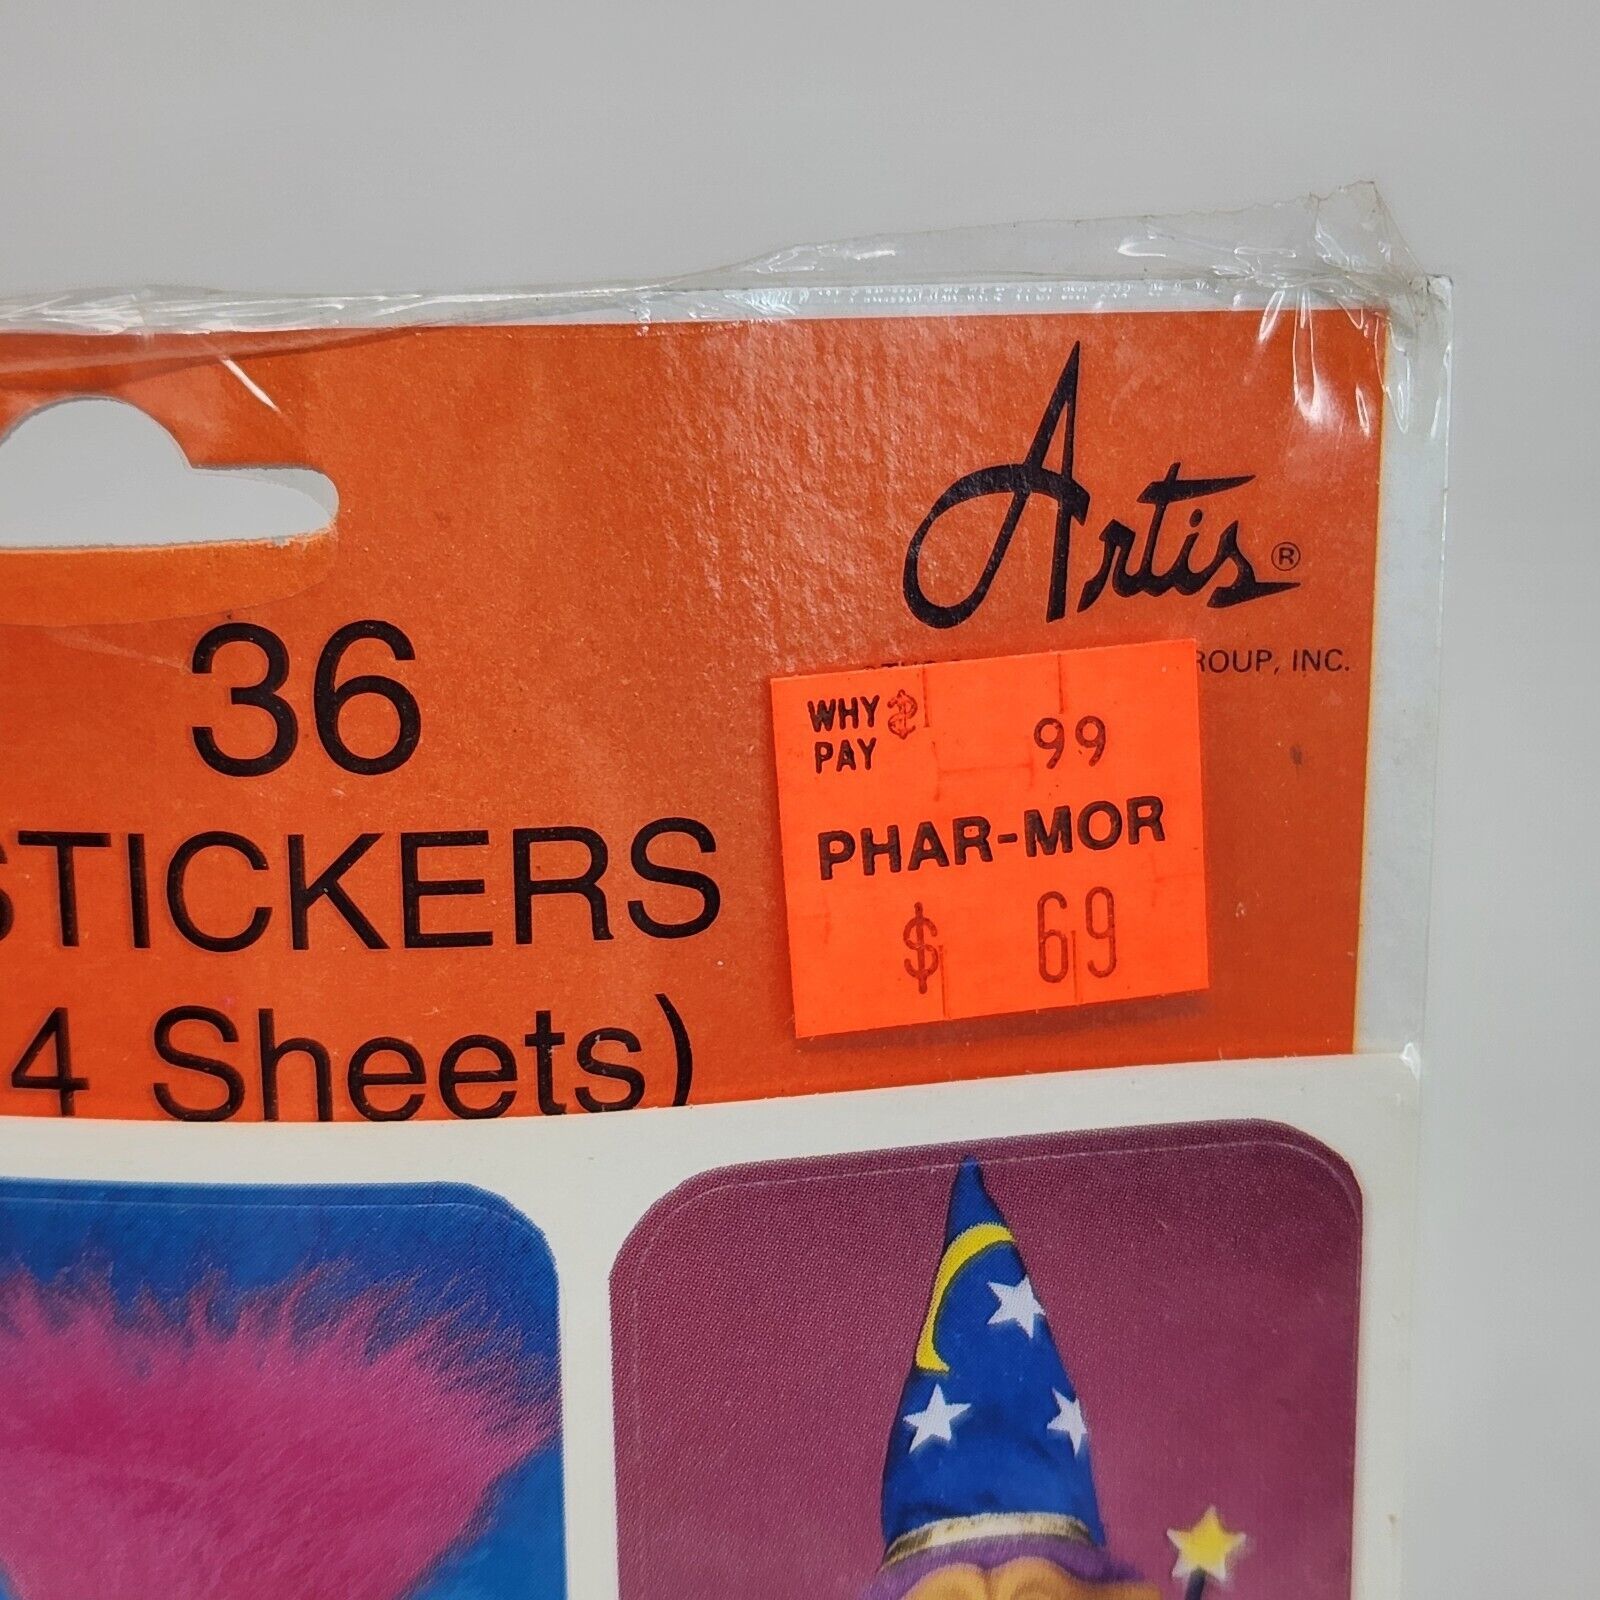 Artis®
ROUP, INC.
36
STICKERS
4 Sheets)
WHY $
PAY 99
PHAR-MOR
$ 69